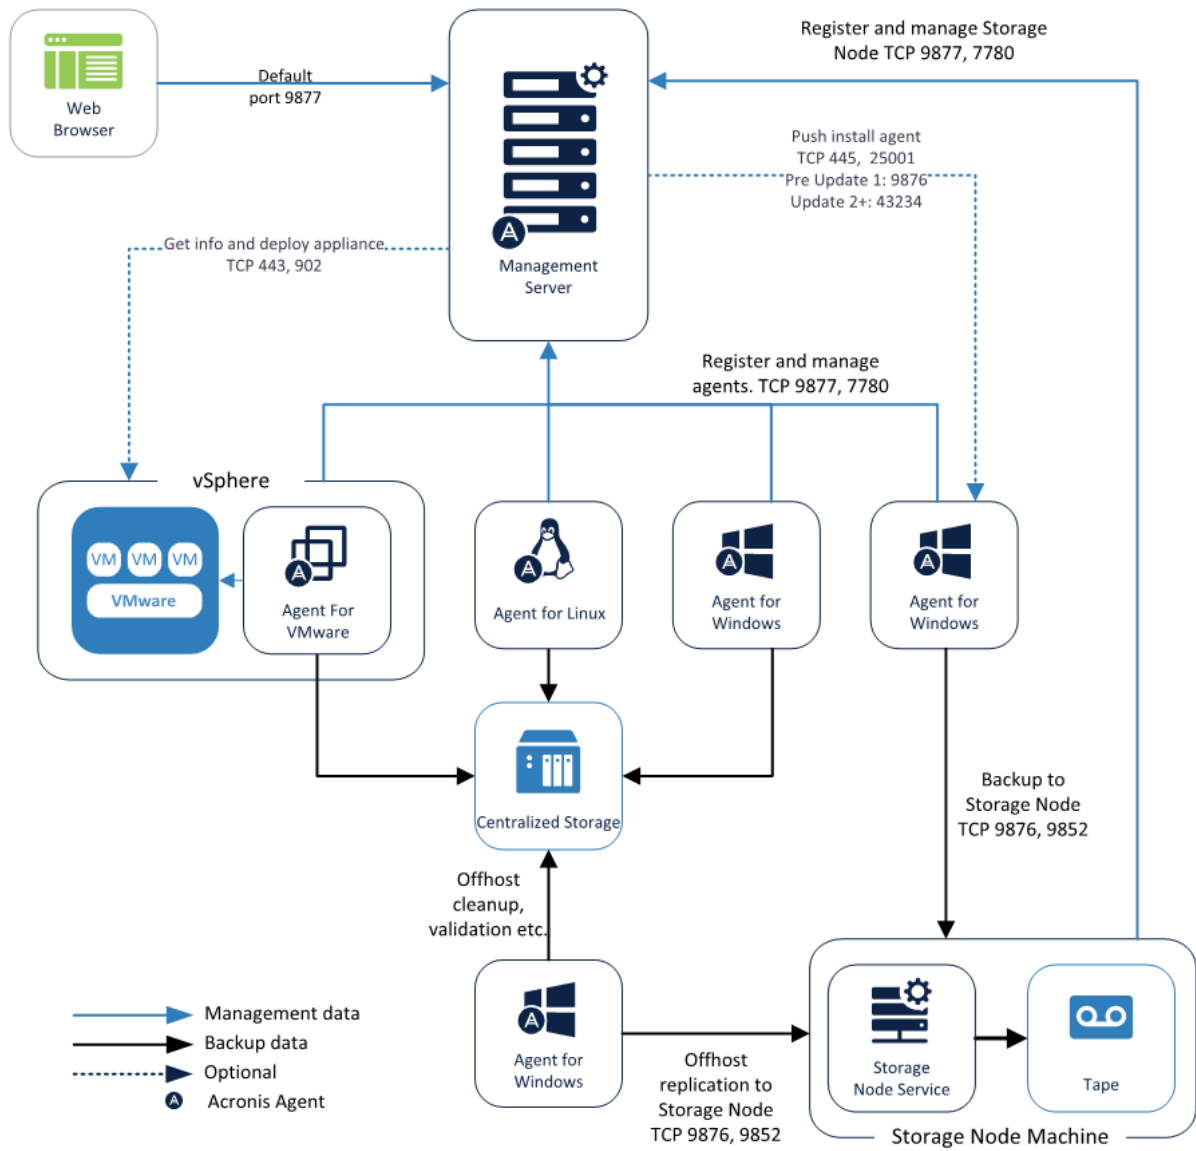 Web
Browser
Default
port 9877
Management
Server
Register and manage Storage
Node TCP 9877, 7780
Push install agent
TCP 445, 25001
Pre Update 1: 9876
Update 2+: 43234
Get info and deploy appliance
TCP 443, 902
Register and manage
agents. TCP 9877, 7780
vSphere
VM VM VM
VMware
Agent For
VMware
Agent for Linux
Agent for
Windows
Agent for
Windows
Centralized Storage
Backup to
Storage Node
TCP 9876, 9852
Offhost
cleanup,
validation etc.
Agent for
Windows
Offhost
replication to
Storage Node
TCP 9876, 9852
Storage
Node Service
Tape
Storage Node Machine
Management data
Backup data
Optional
Acronis Agent